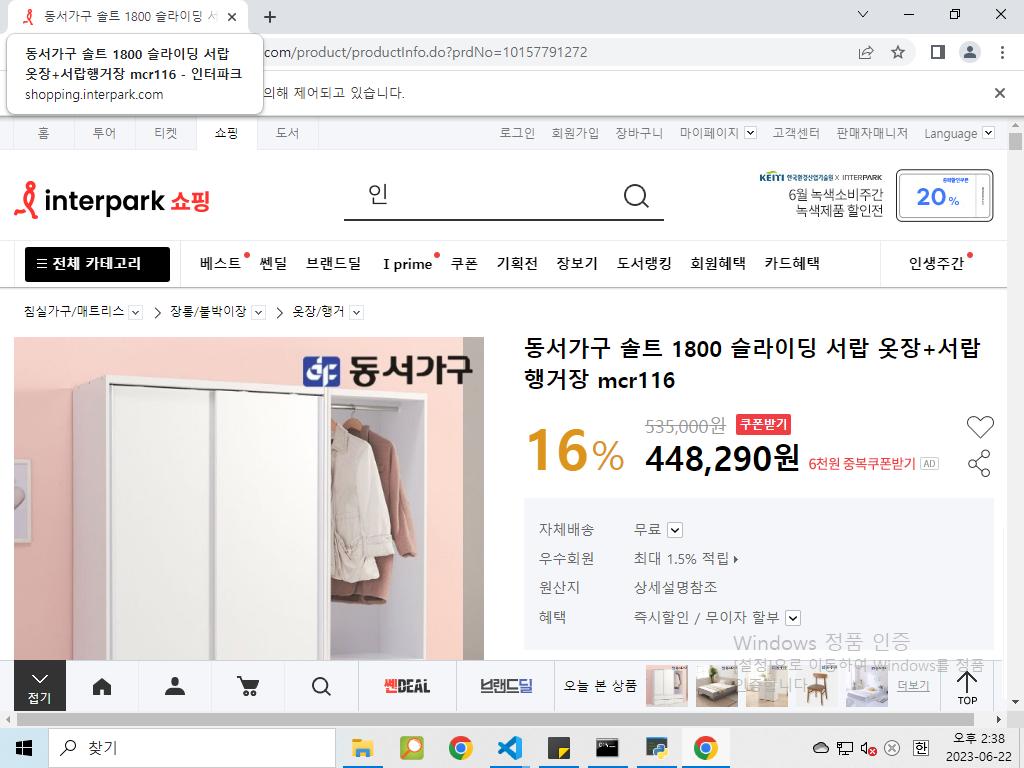 동서가구 솔트 1800 슬라이딩 서
동서가구 솔트 1800 슬라이딩 서랍
옷장+서랍행거장 mcr116 - 인터파크
shopping.interpark.com
.com/product/productInfo.do?prdNo=10157791272
의해 제어되고 있습니다.
홈 투어 티켓 쇼핑 도서 로그인 회원가입 장바구니 마이페이지 고객센터 판매자매니저 Language
interpark 쇼핑
인
KEITI 한국환경산업기술원 X INTERPARK
6월 녹색소비주간
녹색제품 할인전
중복할인쿠폰
20%
전체 카테고리 베스트 쎈딜 브랜드딜 I prime 쿠폰 기획전 장보기 도서랭킹 회원혜택 카드혜택 인생주간
침실가구/매트리스 장롱/붙박이장 옷장/행거
동서가구
동서가구 솔트 1800 슬라이딩 서랍 옷장+서랍
행거장 mcr116
16% 535,000원 쿠폰받기
448,290원 6천원 중복쿠폰받기 AD
자체배송 무료
우수회원 최대 1.5% 적립
원산지 상세설명참조
혜택 즉시할인 / 무이자 할부
Windows 정품 인증
[설정]으로 이동하여 Windows를 정품
인증합니다.
접기 쎈DEAL 브랜드딜 오늘 본 상품 더보기 TOP
찾기
한
오후 2:38
2023-06-22